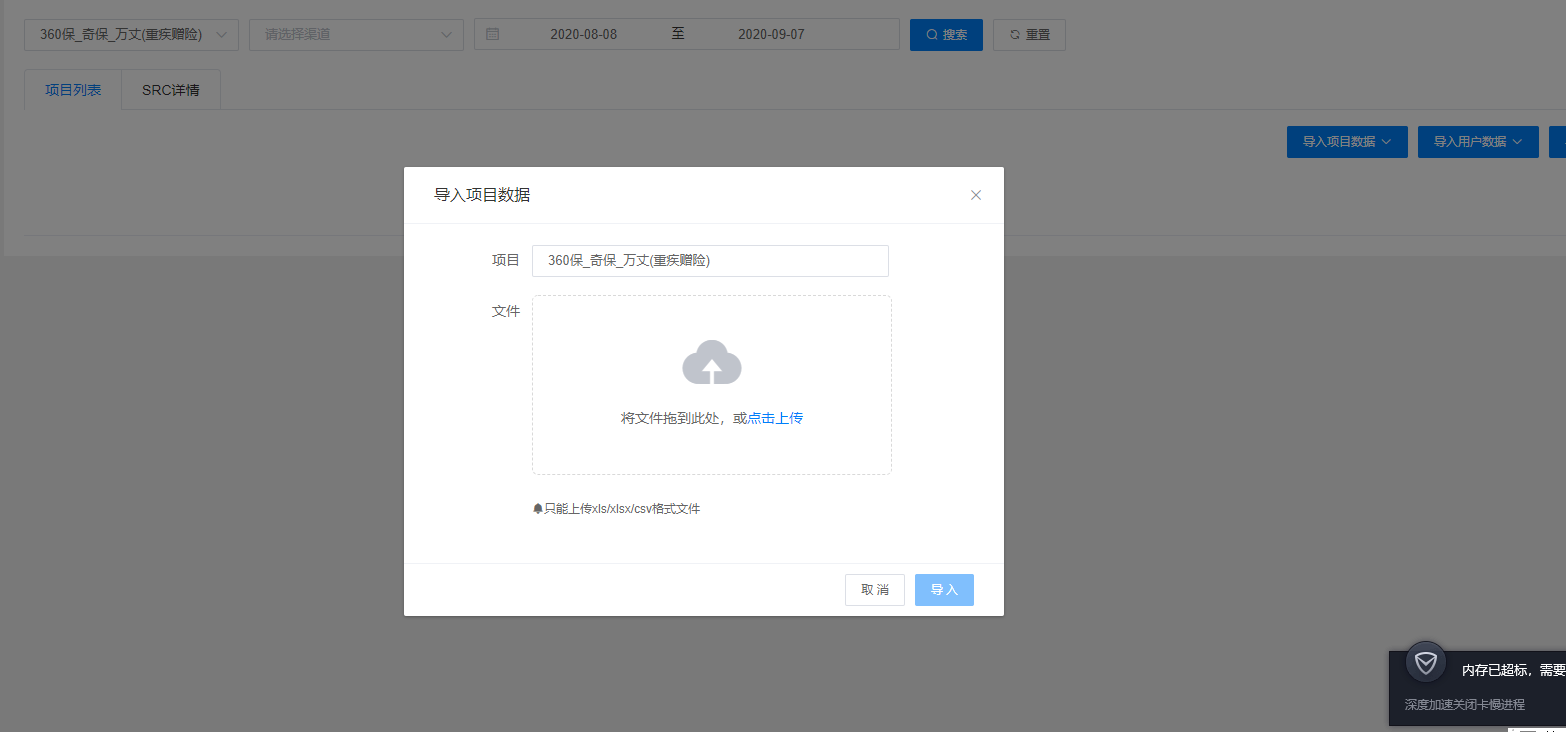 360保_奇保_万丈(重疾赠险)
请选择渠道
2020-08-08
至
2020-09-07
搜索
重置
项目列表
SRC详情
导入项目数据
导入用户数据
导入项目数据
项目
360保_奇保_万丈(重疾赠险)
文件
将文件拖到此处，或点击上传
只能上传xls/xlsx/csv格式文件
取消
导入
内存已超标，需要
深度加速关闭卡慢进程